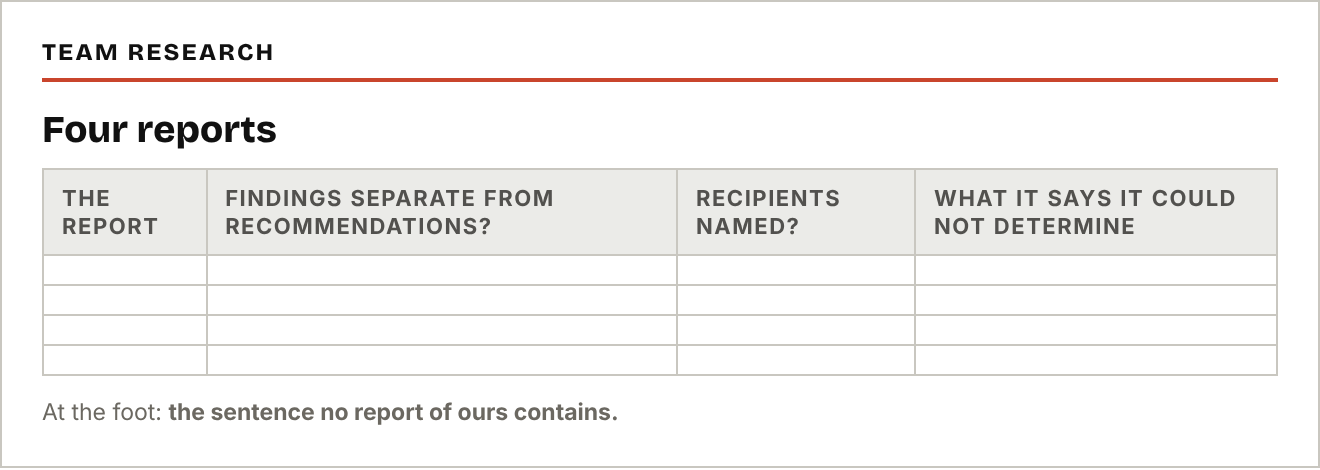 TEAM RESEARCH
Four reports
THE REPORT
FINDINGS SEPARATE FROM RECOMMENDATIONS?
RECIPIENTS NAMED?
WHAT IT SAYS IT COULD NOT DETERMINE
At the foot: the sentence no report of ours contains.